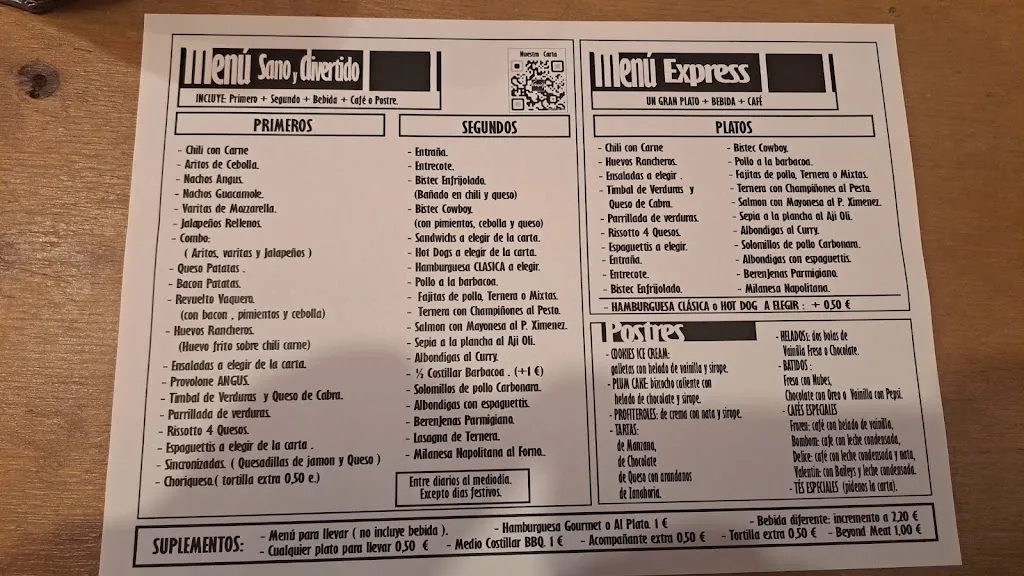 Menú Sano y divertido
INCLUYE: Primero + Segundo + Bebida + Café o Postre.
Nuestra Carta
PRIMEROS
- Chili con Carne
- Aritos de Cebolla.
- Nachos Angus.
- Nachos Guacamole.
- Varitas de Mozzarella.
- Jalapeños Rellenos.
- Combo:
( Aritos, varitas y Jalapeños )
- Queso Patatas .
- Bacon Patatas.
- Revuelto Vaquero.
(con bacon , pimientos y cebolla)
- Huevos Rancheros.
(Huevo frito sobre chili carne)
- Ensaladas a elegir de la carta.
- Provolone ANGUS.
- Timbal de Verduras y Queso de Cabra.
- Parrillada de verduras.
- Rissotto 4 Quesos.
- Espaguettis a elegir de la carta .
- Sincronizadas. ( Quesadillas de jamon y Queso )
- Choriquesa.( tortilla extra 0,50 e.)
SEGUNDOS
- Entraña.
- Entrecote.
- Bistec Enfrijolado.
(Bañado en chili y queso)
- Bistec Cowboy.
(con pimientos, cebolla y queso)
- Sandwichs a elegir de la carta.
- Hot Dogs a elegir de la carta.
- Hamburguesa CLASICA a elegir.
- Pollo a la barbacoa.
- Fajitas de pollo, Ternera o Mixtas.
- Ternera con Champiñones al Pesto.
- Salmon con Mayonesa al P. Ximenez.
- Sepia a la plancha al Aji Oli.
- Albondigas al Curry.
- ½ Costillar Barbacoa . (+1 €)
- Solomillos de pollo Carbonara.
- Albondigas con espaguettis.
- Berenjenas Parmigiano.
- Lasagna de Ternera.
- Milanesa Napolitana al Forno..
Entre diarios al mediodía.
Excepto días festivos.
Menú Express
UN GRAN PLATO + BEBIDA + CAFÉ
PLATOS
- Chili con Carne
- Huevos Rancheros.
- Ensaladas a elegir .
- Timbal de Verduras y
Queso de Cabra.
- Parrillada de verduras.
- Rissotto 4 Quesos.
- Espaguettis a elegir.
- Entraña.
- Entrecote.
- Bistec Enfrijolado.
- Bistec Cowboy.
- Pollo a la barbacoa.
- Fajitas de pollo, Ternera o Mixtas.
- Ternera con Champiñones al Pesto.
- Salmon con Mayonesa al P. Ximenez.
- Sepia a la plancha al Aji Oli.
- Albondigas al Curry.
- Solomillos de pollo Carbonara.
- Albondigas con espaguettis.
- Berenjenas Parmigiano.
- Milanesa Napolitana.
- HAMBURGUESA CLÁSICA o HOT DOG A ELEGIR : + 0,50 €
Postres
- COOKIES ICE CREAM:
galletas con helado de vainilla y sirope.
- PLUM CAKE: bizcocho caliente con
helado de chocolate y sirope.
- PROFITEROLES: de crema con nata y sirope.
- TARTAS:
de Manzana,
de Chocolate
de Queso con arandanos
de Zanahoria.
- HELADOSs: dos bolas de
Vainilla Fresa o Chocolate.
- BATIDOS :
Fresa con Nubes,
Chocolate con Oreo o Vainilla con Pepsi.
- CAFÉS ESPECIALES
Frozen: café con helado de vainilla,
Bombom: cafe con leche condensada,
Delice: café con leche condensada y nata,
Valentin: con Baileys y leche condensada.
- TÉS ESPECIALES (pídenos la carta).
SUPLEMENTOS:
- Menú para llevar ( no incluye bebida ).
- Hamburguesa Gourmet o Al Plato. 1 €
- Bebida diferente: incremento a 2,20 €
- Cualquier plato para llevar 0,50 €
- Medio Costillar BBQ. 1 €
- Acompañante extra 0,50 €
- Tortilla extra 0,50 €
- Beyond Meat 1,00 €